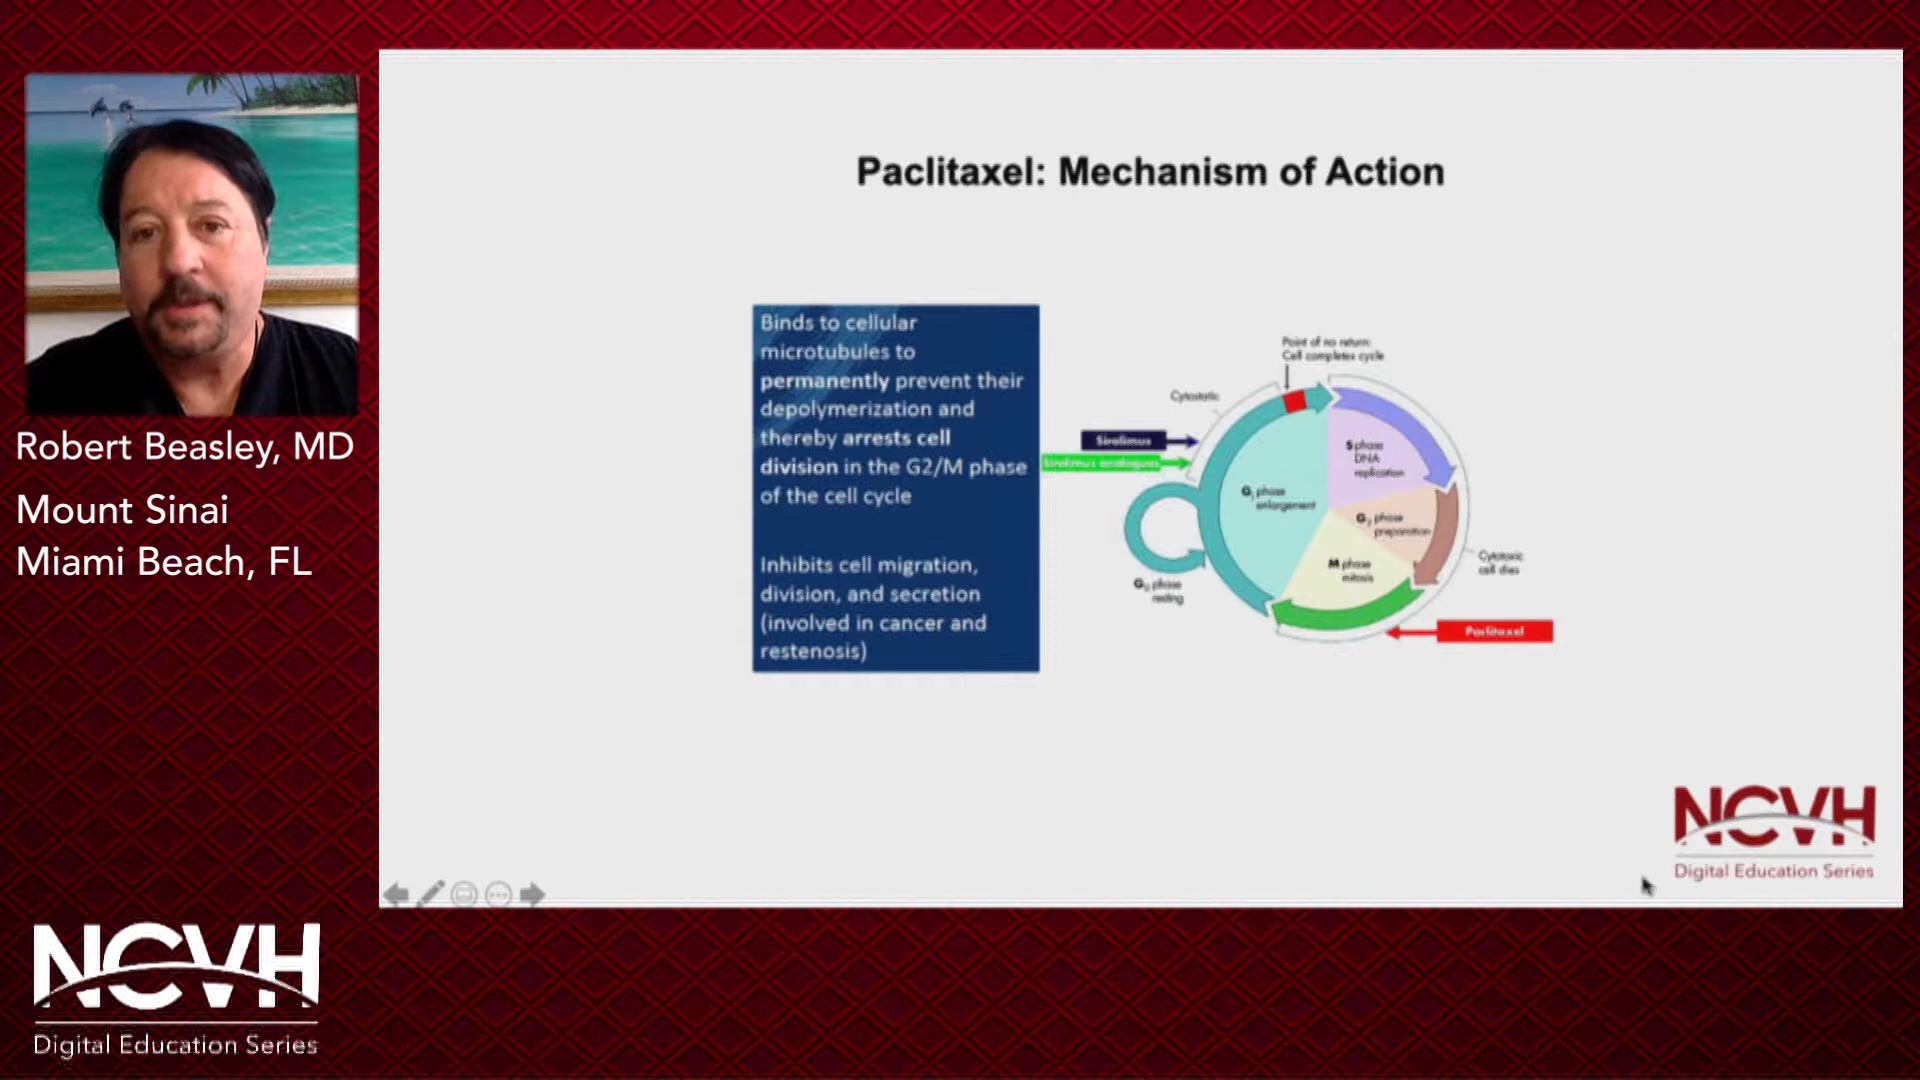 Paclitaxel: Mechanism of Action
Robert Beasley, MD
Mount Sinai
Miami Beach, FL
Binds to cellular
microtubules to
permanently prevent their
depolymerization and
thereby arrests cell
division in the G2/M phase
of the cell cycle
Inhibits cell migration,
division, and secretion
(involved in cancer and
restenosis)
Point of no return:
Cell completes cycle
Cytostatic
Sirolimus
Sirolimus analogues
S phase
DNA
replication
G1 phase
enlargement
G2 phase
preparation
M phase
mitosis
Cytotoxic
cell dies
G0 phase
resting
Paclitaxel
NCVH
Digital Education Series
NCVH
Digital Education Series